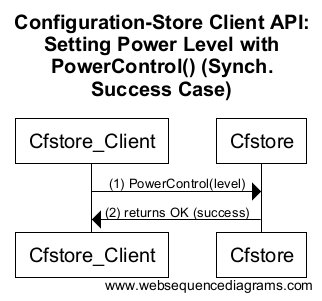 Configuration-Store Client API:
Setting Power Level with
PowerControl() (Synch.
Success Case)
Cfstore_Client
Cfstore
(1) PowerControl(level)
(2) returns OK (success)
Cfstore_Client
Cfstore
www.websequencediagrams.com